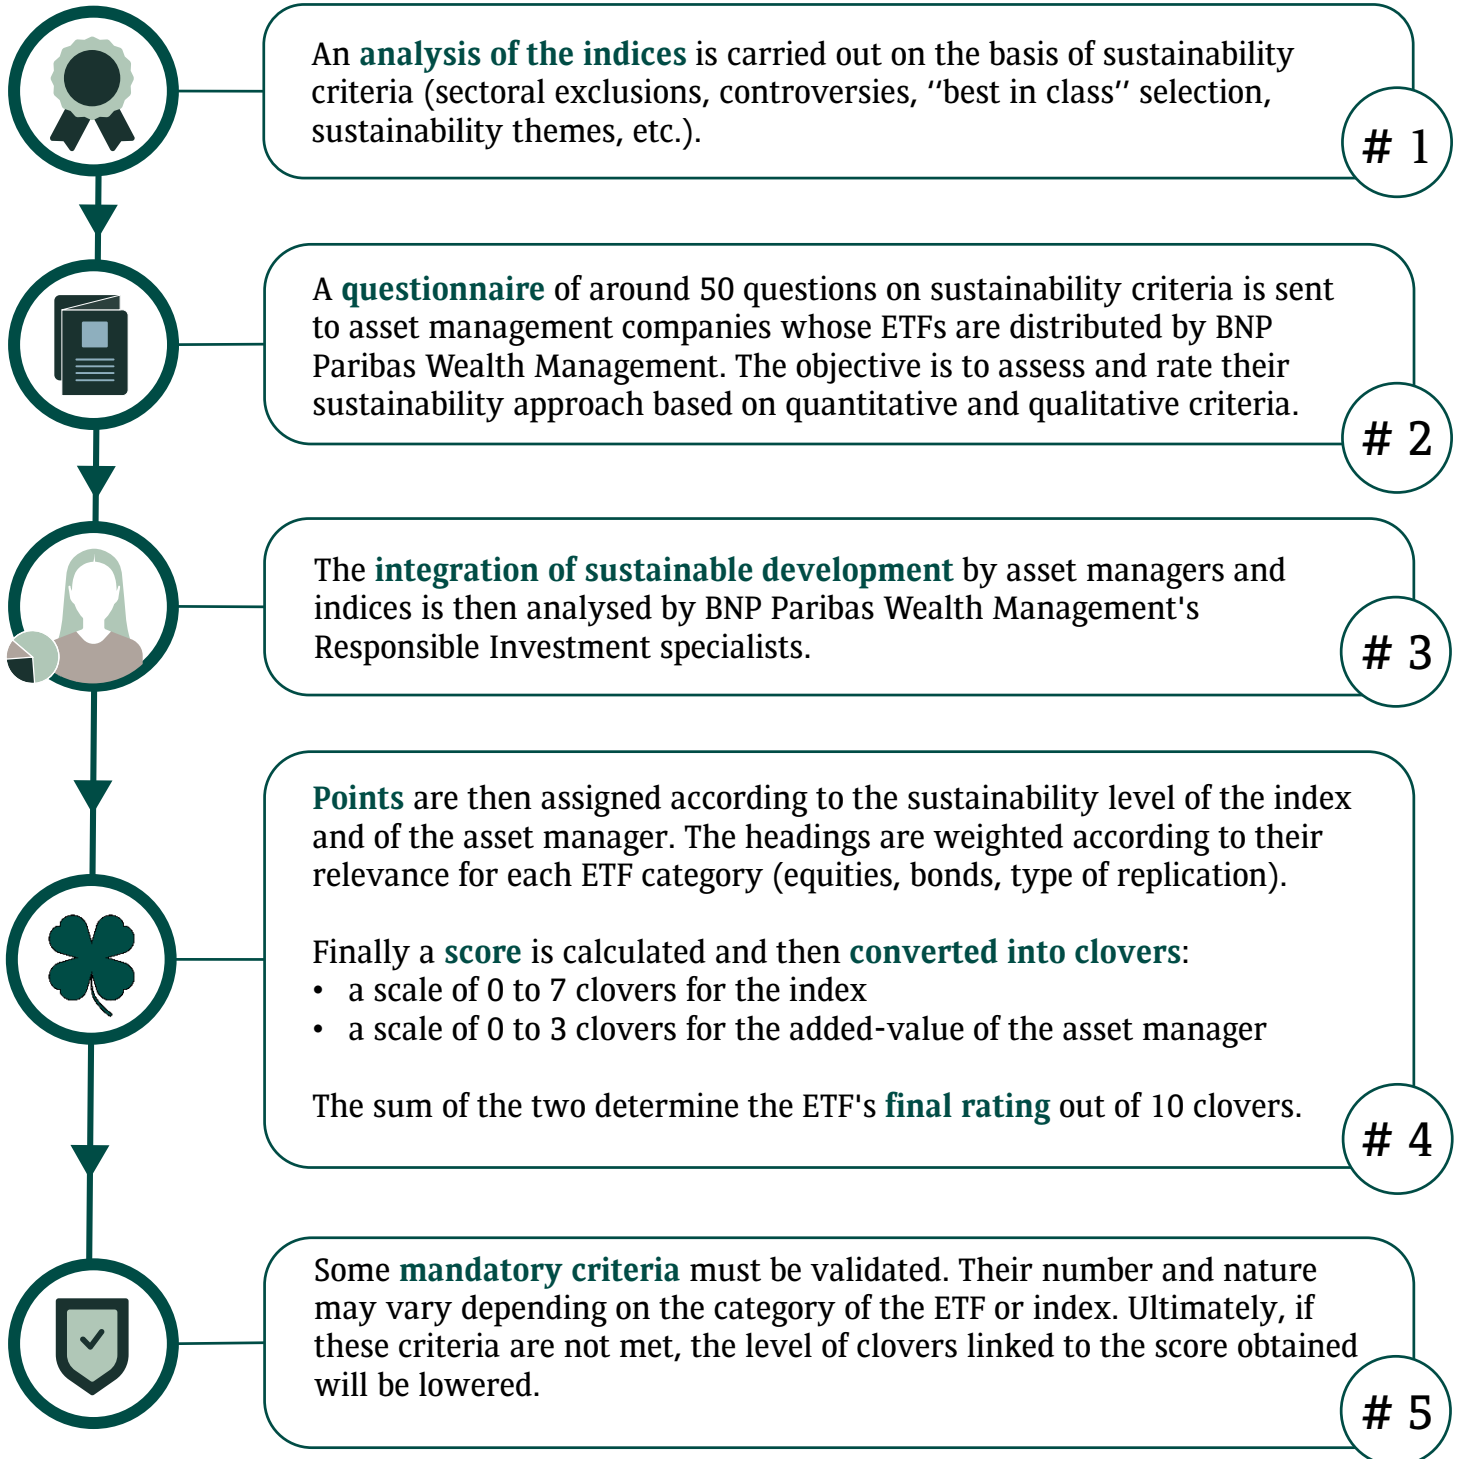 An analysis of the indices is carried out on the basis of sustainability
criteria (sectoral exclusions, controversies, ''best in class'' selection,
sustainability themes, etc.).
# 1
A questionnaire of around 50 questions on sustainability criteria is sent
to asset management companies whose ETFs are distributed by BNP
Paribas Wealth Management. The objective is to assess and rate their
sustainability approach based on quantitative and qualitative criteria.
# 2
The integration of sustainable development by asset managers and
indices is then analysed by BNP Paribas Wealth Management's
Responsible Investment specialists.
# 3
Points are then assigned according to the sustainability level of the index
and of the asset manager. The headings are weighted according to their
relevance for each ETF category (equities, bonds, type of replication).
Finally a score is calculated and then converted into clovers:
• a scale of 0 to 7 clovers for the index
• a scale of 0 to 3 clovers for the added-value of the asset manager
The sum of the two determine the ETF's final rating out of 10 clovers.
# 4
Some mandatory criteria must be validated. Their number and nature
may vary depending on the category of the ETF or index. Ultimately, if
these criteria are not met, the level of clovers linked to the score obtained
will be lowered.
# 5